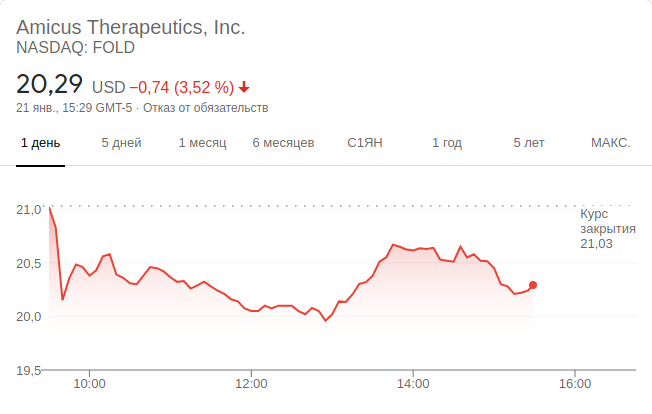 Amicus Therapeutics, Inc.
NASDAQ: FOLD
20,29 USD −0,74 (3,52 %)
21 янв., 15:29 GMT-5 · Отказ от обязательств
1 день 5 дней 1 месяц 6 месяцев С1ЯН 1 год 5 лет МАКС.
21,0
Курс
закрытия
21,03
20,5
20,0
19,5
10:00 12:00 14:00 16:00